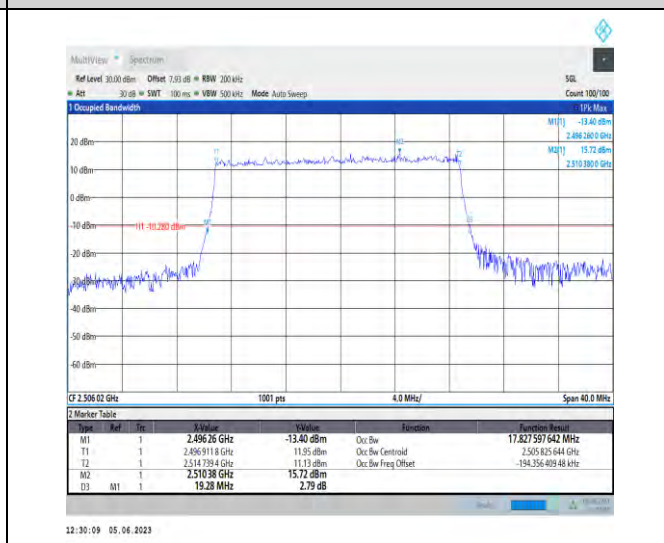 MultiView Spectrum
Ref Level 30.00 dBm Offset 7.93 dB RBW 200 kHz SGL
Att 30 dB SWT 100 ms VBW 500 kHz Mode Auto Sweep Count 100/100
1 Occupied Bandwidth 1Pk Max
M1[1] -13.40 dBm
2.496 260 0 GHz
M2[1] 15.72 dBm
2.510 380 0 GHz
20 dBm
10 dBm
0 dBm
-10 dBm
H1 -10.280 dBm
-20 dBm
-30 dBm
-40 dBm
-50 dBm
-60 dBm
CF 2.506 02 GHz 1001 pts 4.0 MHz/ Span 40.0 MHz
2 Marker Table
Type Ref Trc X-Value Y-Value Function Function Result
M1 1 2.496 26 GHz -13.40 dBm Occ Bw 17.827 597 642 MHz
T1 1 2.496 911 8 GHz 11.95 dBm Occ Bw Centroid 2.505 825 644 GHz
T2 1 2.514 739 4 GHz 11.13 dBm Occ Bw Freq Offset -194.356 409 48 kHz
M2 1 2.510 38 GHz 15.72 dBm
D3 M1 1 19.28 MHz 2.79 dB
12:30:09 05.06.2023